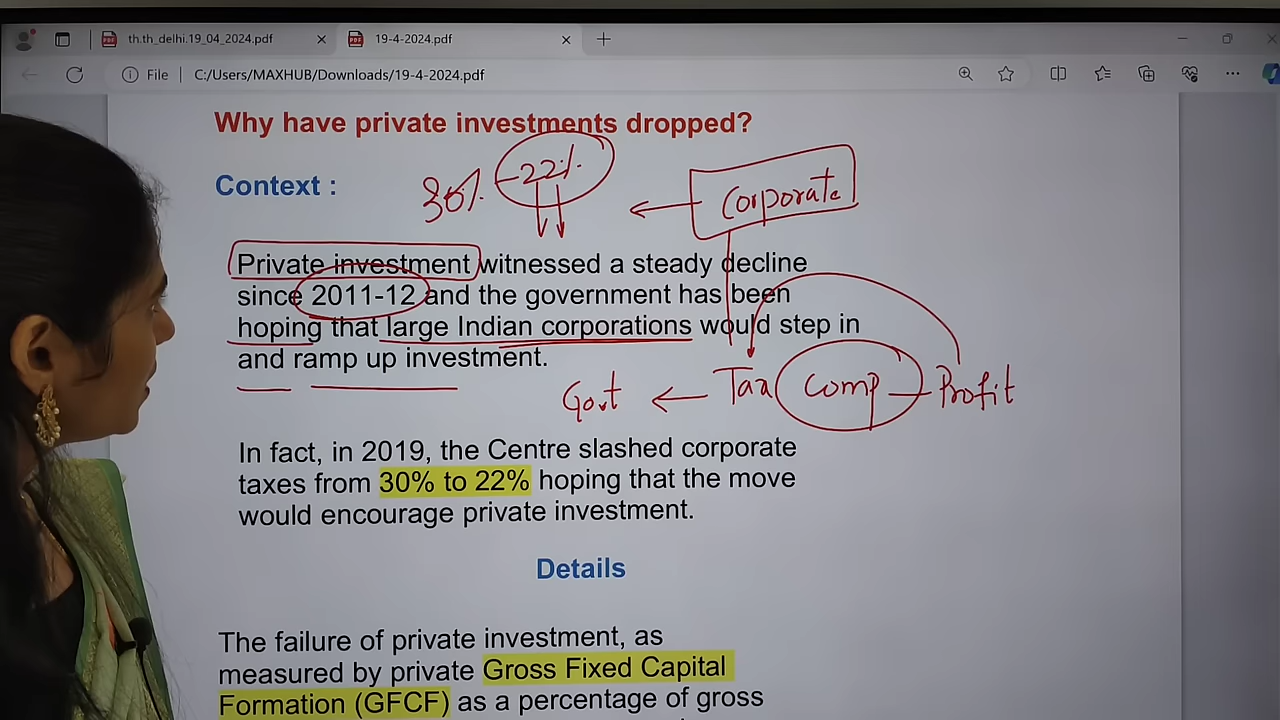 th.th_delhi.19_04_2024.pdf
19-4-2024.pdf
File
C:/Users/MAXHUB/Downloads/19-4-2024.pdf
Why have private investments dropped?
Context :
30% -22%
Corporate
Private investment witnessed a steady decline
since 2011-12 and the government has been
hoping that large Indian corporations would step in
and ramp up investment.
Govt ← Tax Comp - Profit
In fact, in 2019, the Centre slashed corporate
taxes from 30% to 22% hoping that the move
would encourage private investment.
Details
The failure of private investment, as
measured by private Gross Fixed Capital
Formation (GFCF) as a percentage of gross